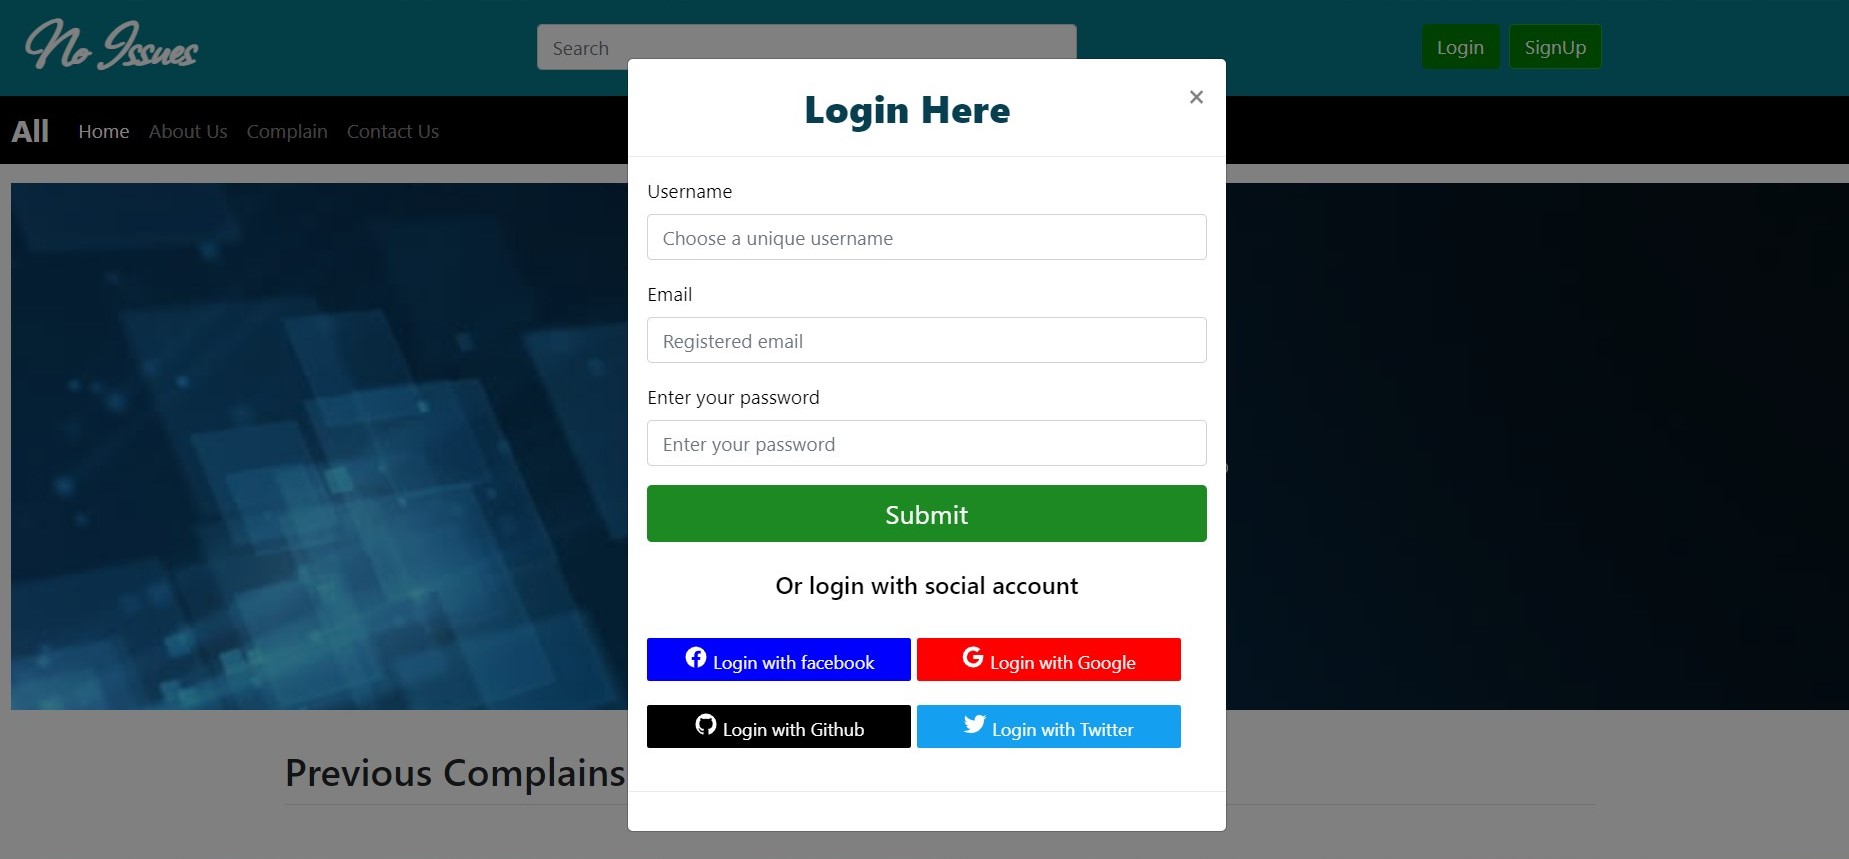 No Issues
Search
Login
SignUp
All
Home
About Us
Complain
Contact Us
Login Here
×
Username
Choose a unique username
Email
Registered email
Enter your password
Enter your password
Submit
Or login with social account
Login with facebook
Login with Google
Login with Github
Login with Twitter
Previous Complains